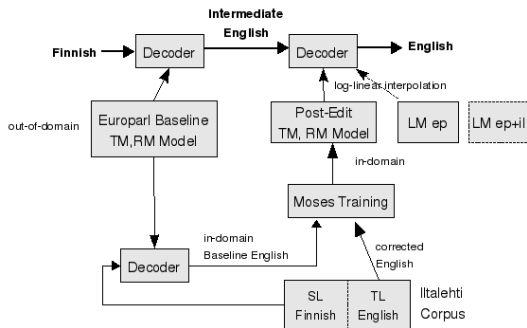 Intermediate
English
Finnish
Decoder
Decoder
English
log-linear interpolation
out-of-domain
Europarl Baseline
TM,RM Model
Post-Edit
TM, RM Model
LM ep
LM ep+il
in-domain
Moses Training
in-domain
Baseline English
corrected
English
Decoder
SL
Finnish
TL
English
Iltalehti
Corpus